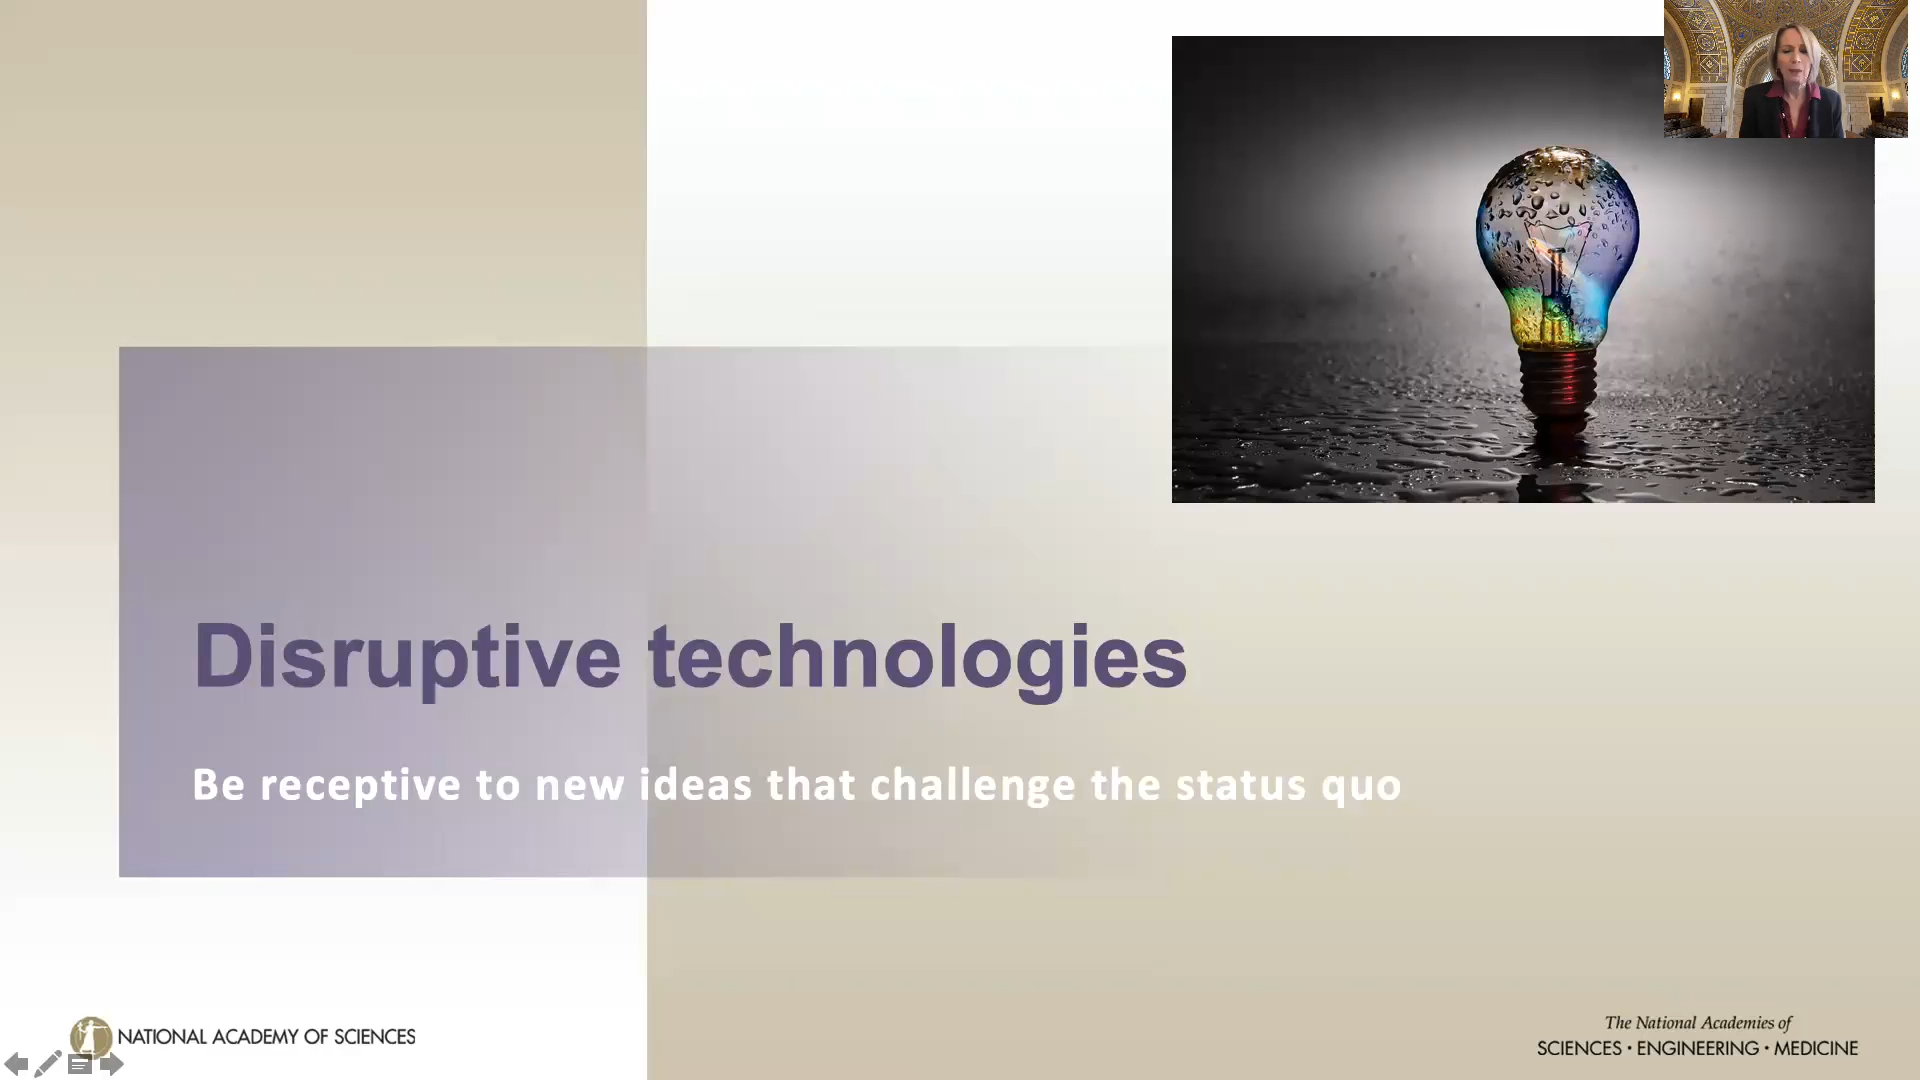 Disruptive technologies
Be receptive to new ideas that challenge the status quo
NATIONAL ACADEMY OF SCIENCES
The National Academies of
SCIENCES • ENGINEERING • MEDICINE